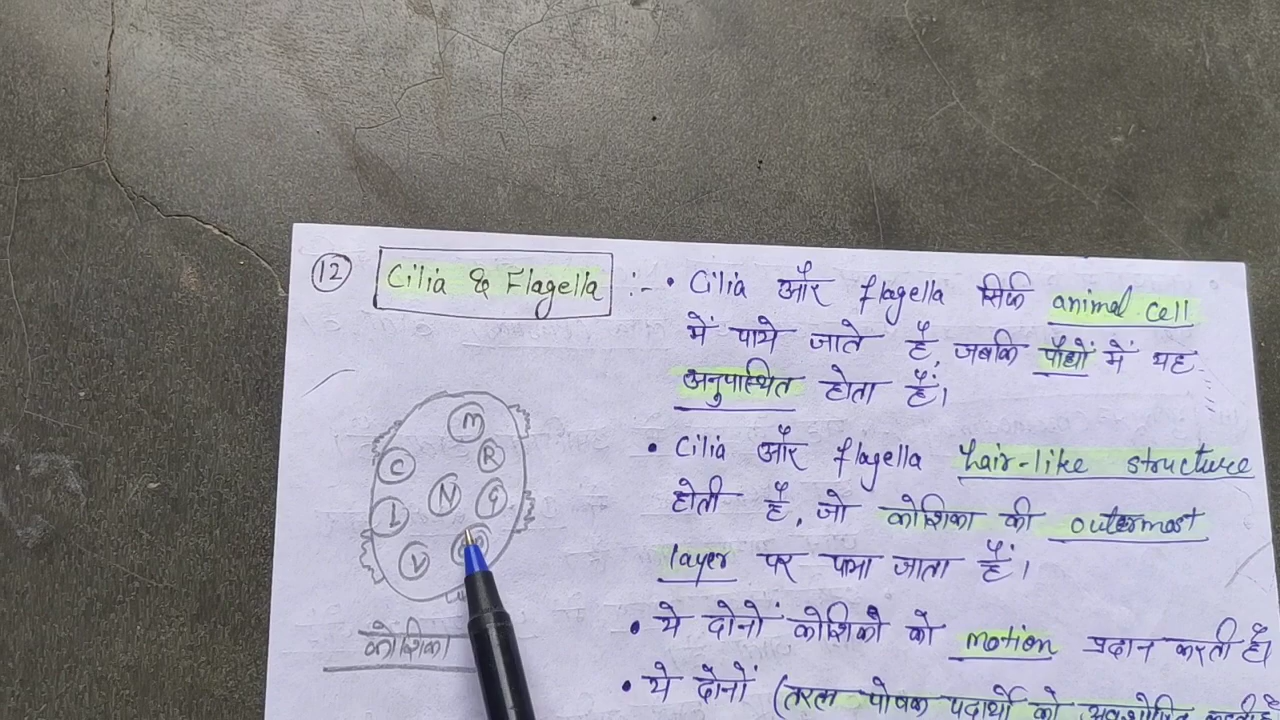 12 Cilia & Flagella :- • Cilia और flagella सिर्फ animal cell
में पाये जाते है, जबकि पौधों में यह
अनुपस्थित होता हैं।
• Cilia और flagella hair-like structure
होती है, जो कोशिका की outermost
layer पर पाया जाता हैं।
• ये दोनों कोशिको को motion प्रदान करती है।
• ये दोनों (तरल पोषक पदार्थो को अवशोषित
M
R
C
N
G
L
V
कोशिका